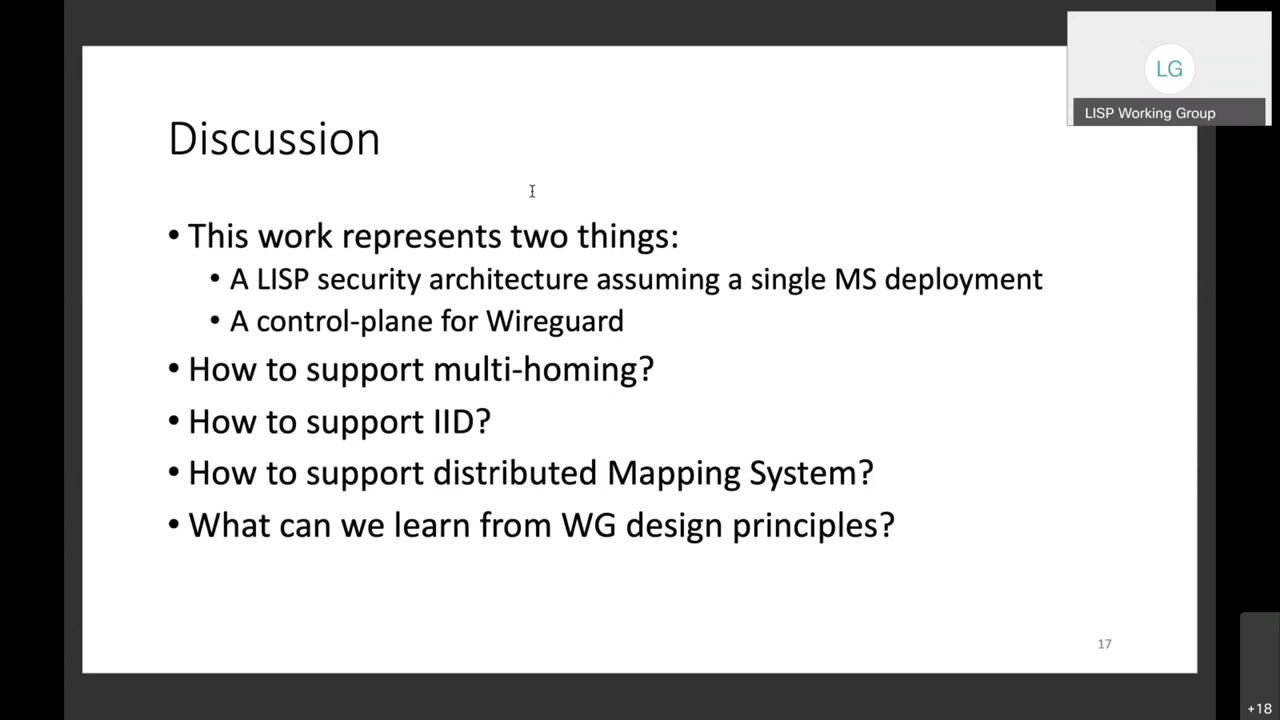 LG
LISP Working Group
Discussion
• This work represents two things:
• A LISP security architecture assuming a single MS deployment
• A control-plane for Wireguard
• How to support multi-homing?
• How to support IID?
• How to support distributed Mapping System?
• What can we learn from WG design principles?
17
+18